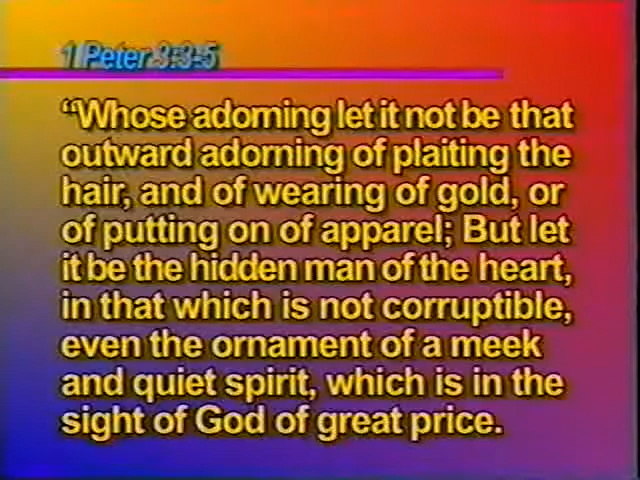 1 Peter 3:3-5
“Whose adorning let it not be that
outward adorning of plaiting the
hair, and of wearing of gold, or
of putting on of apparel; But let
it be the hidden man of the heart,
in that which is not corruptible,
even the ornament of a meek
and quiet spirit, which is in the
sight of God of great price.